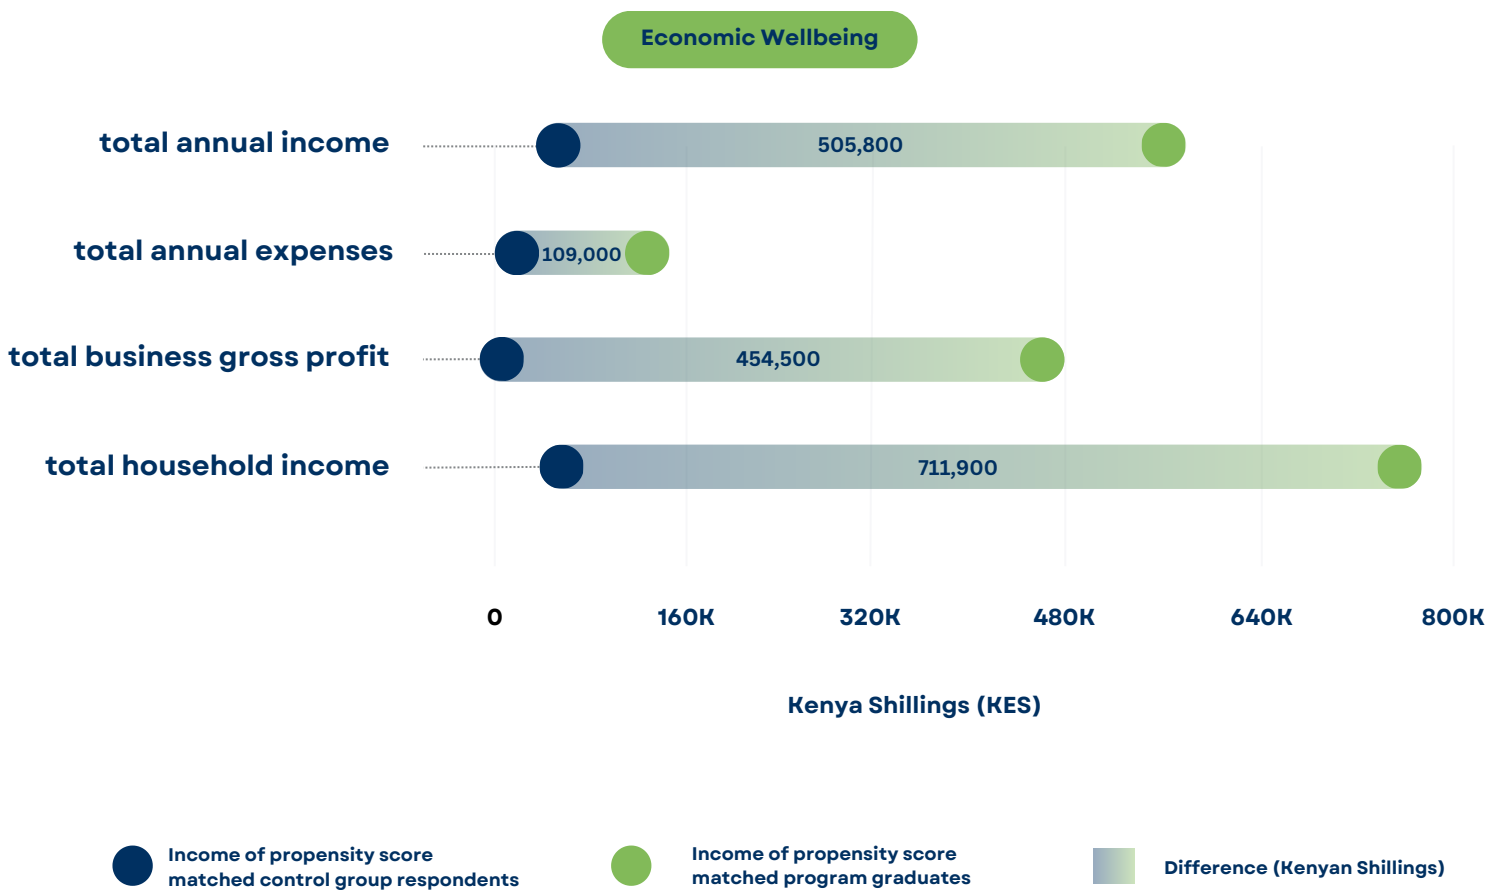 Economic Wellbeing
total annual income
505,800
total annual expenses
109,000
total business gross profit
454,500
total household income
711,900
0 160K 320K 480K 640K 800K
Kenya Shillings (KES)
Income of propensity score
matched control group respondents
Income of propensity score
matched program graduates
Difference (Kenyan Shillings)